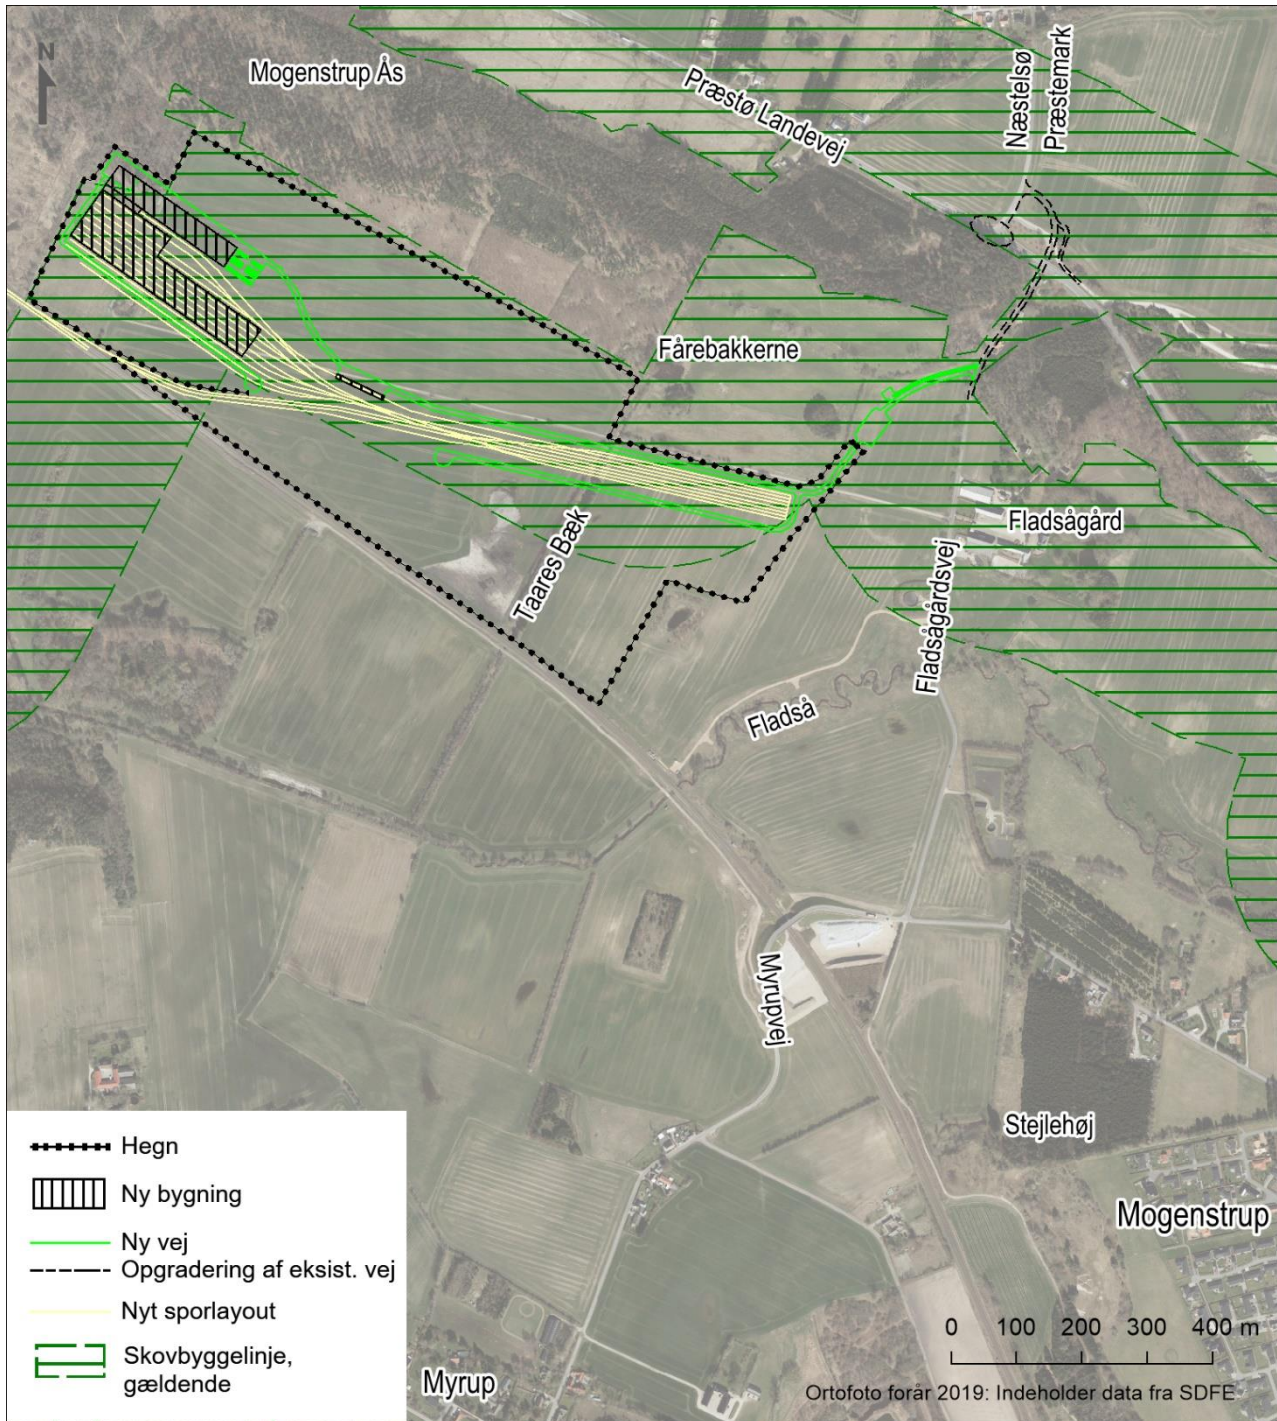 N
Mogenstrup Ås
Præstø Landevej
Næstelsø
Præstemark
Fårebakkerne
Fladsågård
Taares Bæk
Fladsågårdsvej
Fladså
Myrupvej
Stejlehøj
Mogenstrup
Hegn
Ny bygning
Ny vej
Opgradering af eksist. vej
Nyt sporlayout
Skovbyggelinje,
gældende
Myrup
0 100 200 300 400 m
Ortofoto forår 2019: Indeholder data fra SDFE